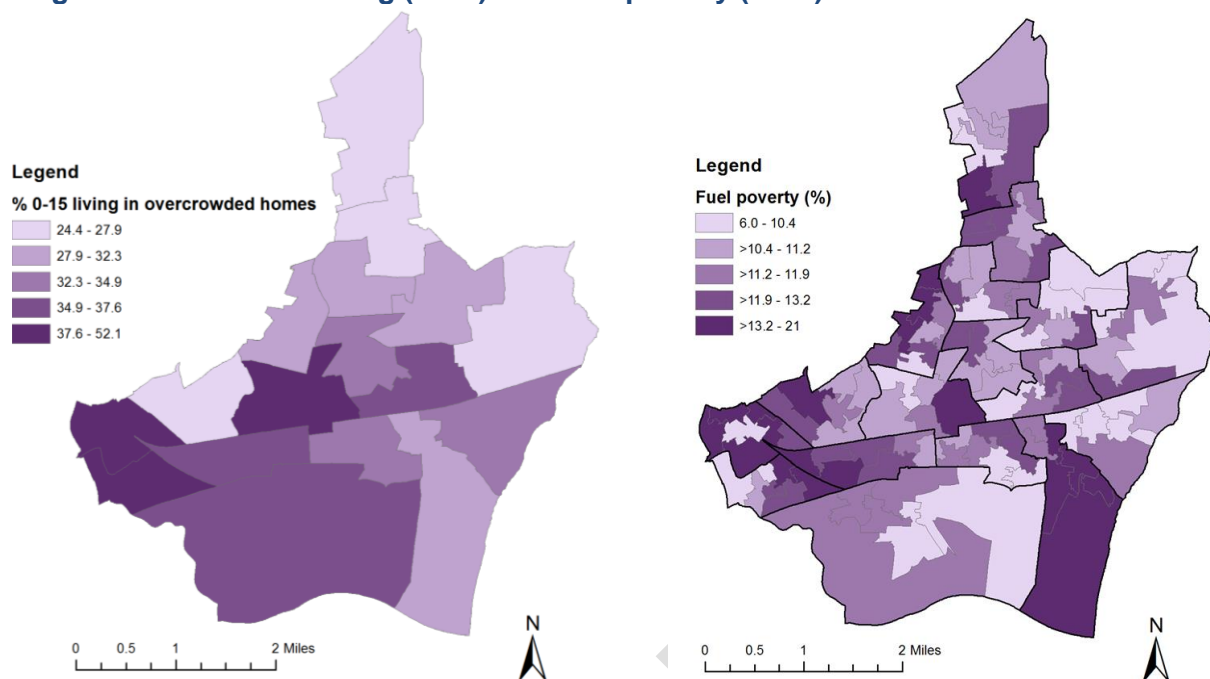 (
)
(
)
Legend
% 0-15 living in overcrowded homes
24.4 - 27.9
27.9 - 32.3
32.3 - 34.9
34.9 - 37.6
37.6 - 52.1
N
0 0.5 1 2 Miles
Legend
Fuel poverty (%)
6.0 - 10.4
>10.4 - 11.2
>11.2 - 11.9
>11.9 - 13.2
>13.2 - 21
N
0 0.5 1 2 Miles